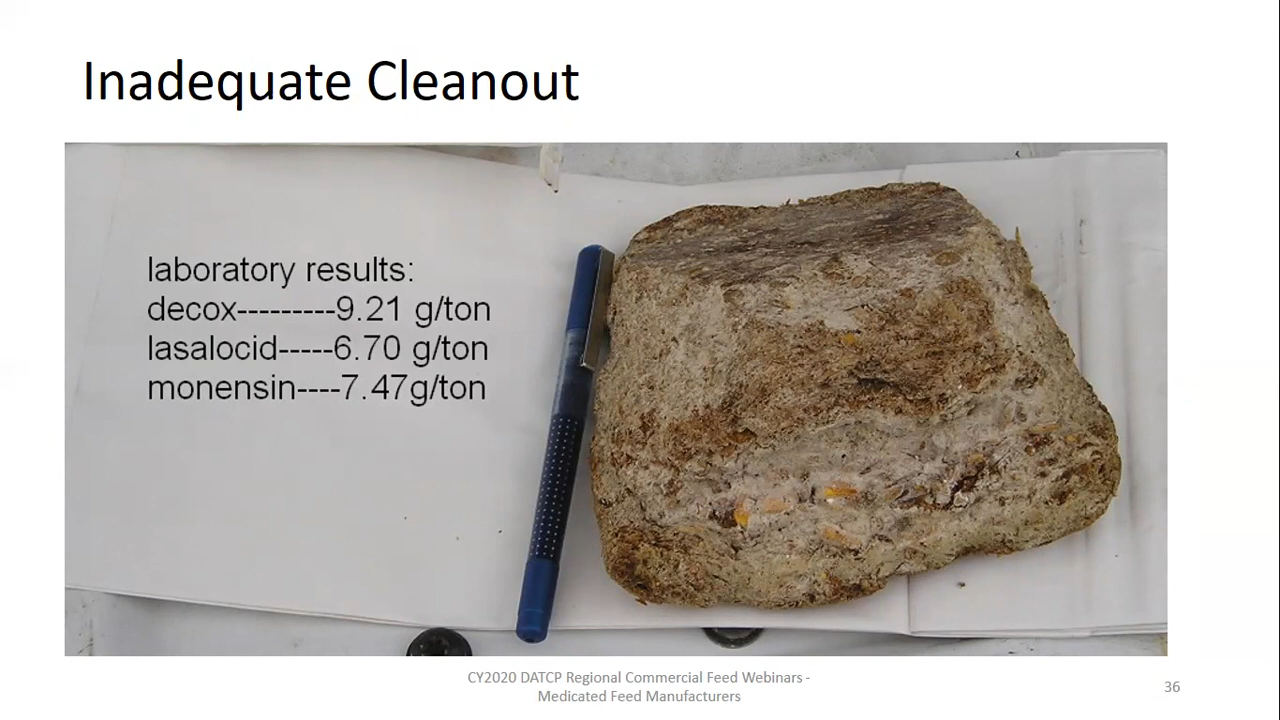 Inadequate Cleanout
laboratory results:
decox---------9.21 g/ton
lasalocid-----6.70 g/ton
monensin----7.47g/ton
CY2020 DATCP Regional Commercial Feed Webinars -
Medicated Feed Manufacturers
36